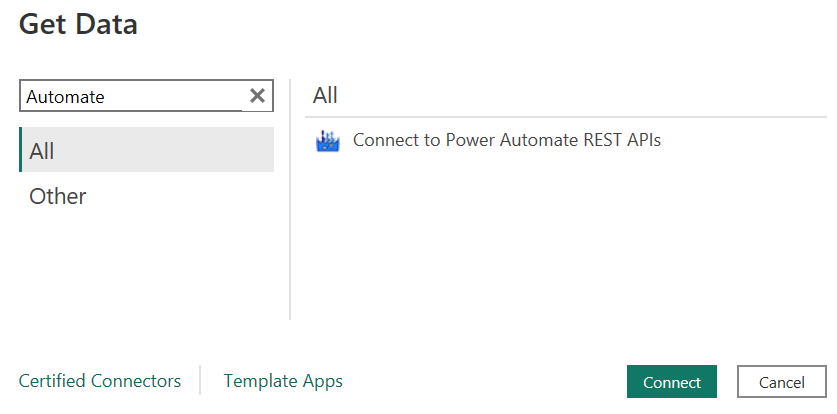 Get Data
Automate
All
Other
All
Connect to Power Automate REST APIs
Certified Connectors
Template Apps
Connect
Cancel